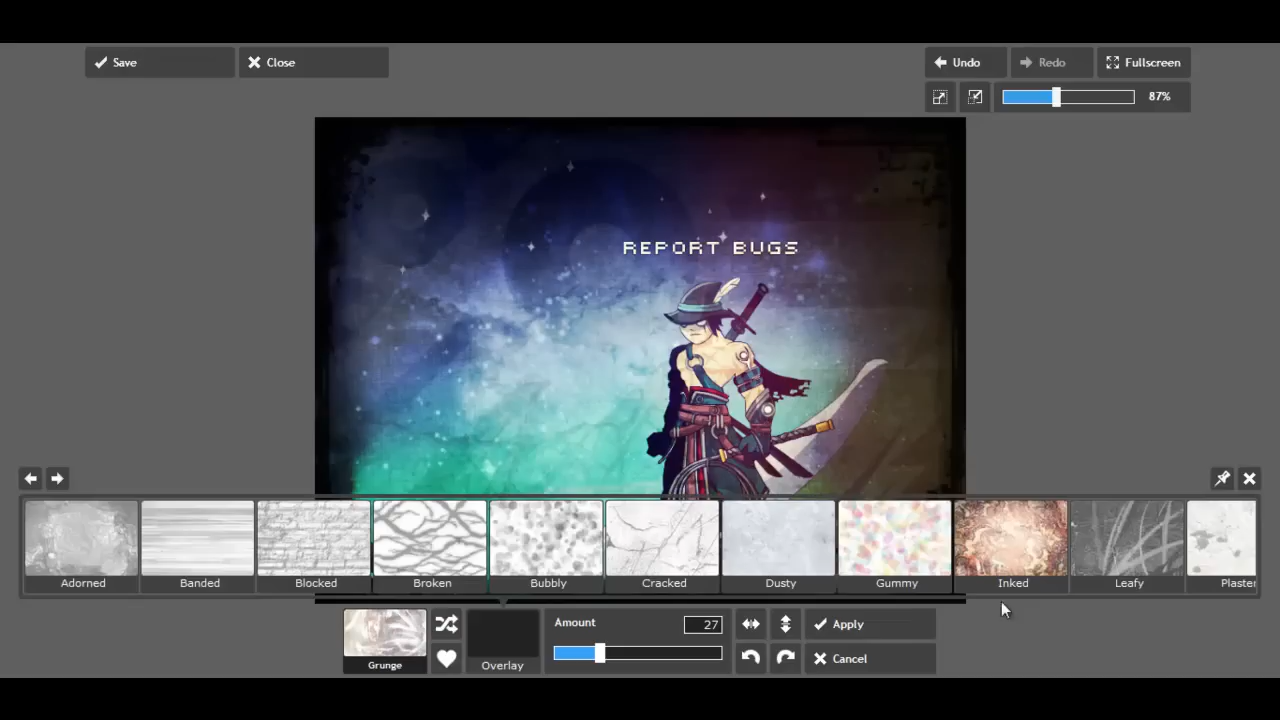 Save
Close
Undo
Redo
Fullscreen
87%
REPORT BUGS
Adorned
Banded
Blocked
Broken
Bubbly
Cracked
Dusty
Gummy
Inked
Leafy
Plaster
Grunge
Overlay
Amount
27
Apply
Cancel